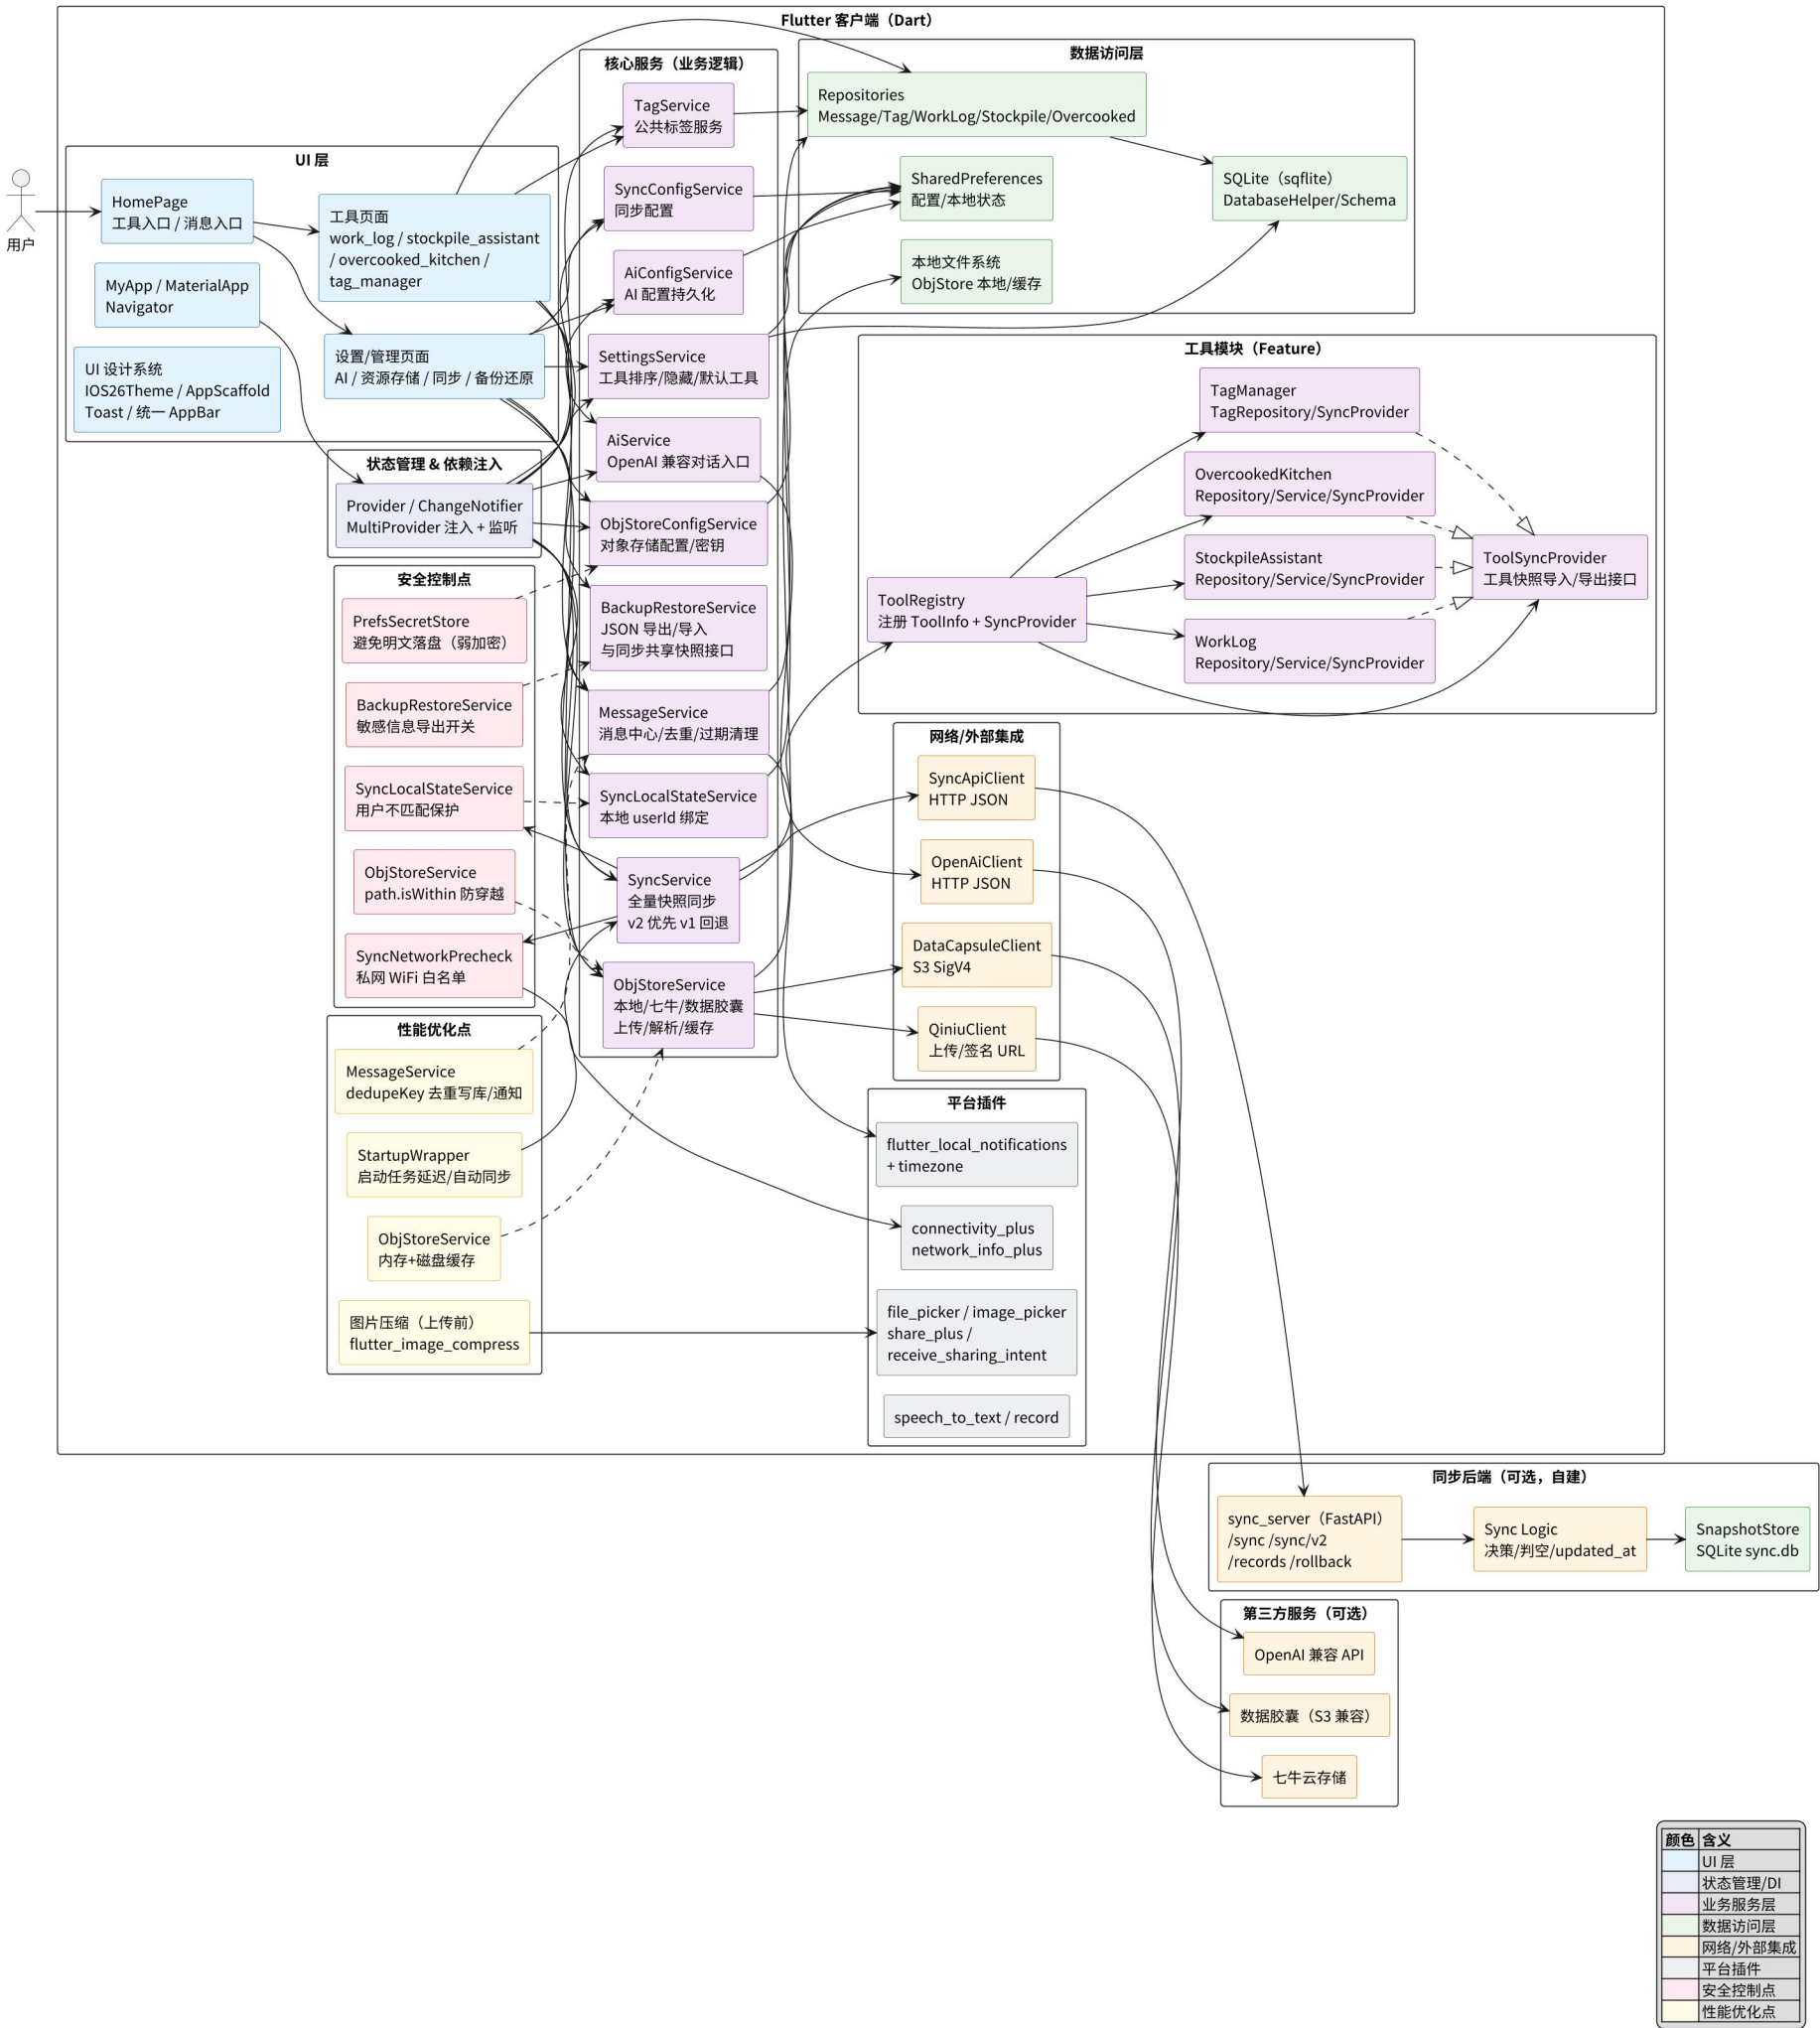 Flutter 客户端（Dart）
用户
UI 层
HomePage
工具入口 / 消息入口
工具页面
work_log / stockpile_assistant
/ overcooked_kitchen /
tag_manager
MyApp / MaterialApp
Navigator
设置/管理页面
AI / 资源存储 / 同步 / 备份还原
UI 设计系统
IOS26Theme / AppScaffold
Toast / 统一 AppBar
状态管理 & 依赖注入
Provider / ChangeNotifier
MultiProvider 注入 + 监听
安全控制点
PrefsSecretStore
避免明文落盘（弱加密）
BackupRestoreService
敏感信息导出开关
SyncLocalStateService
用户不匹配保护
ObjStoreService
path.isWithin 防穿越
SyncNetworkPrecheck
私网 WiFi 白名单
性能优化点
MessageService
dedupeKey 去重写库/通知
StartupWrapper
启动任务延迟/自动同步
ObjStoreService
内存+磁盘缓存
图片压缩（上传前）
flutter_image_compress
核心服务（业务逻辑）
TagService
公共标签服务
SyncConfigService
同步配置
AiConfigService
AI 配置持久化
SettingsService
工具排序/隐藏/默认工具
AiService
OpenAI 兼容对话入口
ObjStoreConfigService
对象存储配置/密钥
BackupRestoreService
JSON 导出/导入
与同步共享快照接口
MessageService
消息中心/去重/过期清理
SyncLocalStateService
本地 userId 绑定
SyncService
全量快照同步
v2 优先 v1 回退
ObjStoreService
本地/七牛/数据胶囊
上传/解析/缓存
数据访问层
Repositories
Message/Tag/WorkLog/Stockpile/Overcooked
SharedPreferences
配置/本地状态
SQLite（sqflite）
DatabaseHelper/Schema
本地文件系统
ObjStore 本地/缓存
工具模块（Feature）
TagManager
TagRepository/SyncProvider
OvercookedKitchen
Repository/Service/SyncProvider
StockpileAssistant
Repository/Service/SyncProvider
WorkLog
Repository/Service/SyncProvider
ToolRegistry
注册 ToolInfo + SyncProvider
ToolSyncProvider
工具快照导入/导出接口
网络/外部集成
SyncApiClient
HTTP JSON
OpenAiClient
HTTP JSON
DataCapsuleClient
S3 SigV4
QiniuClient
上传/签名 URL
平台插件
flutter_local_notifications
+ timezone
connectivity_plus
network_info_plus
file_picker / image_picker
share_plus /
receive_sharing_intent
speech_to_text / record
同步后端（可选，自建）
sync_server（FastAPI）
/sync /sync/v2
/records /rollback
Sync Logic
决策/判空/updated_at
SnapshotStore
SQLite sync.db
第三方服务（可选）
OpenAI 兼容 API
数据胶囊（S3 兼容）
七牛云存储
颜色 含义
UI 层
状态管理/DI
业务服务层
数据访问层
网络/外部集成
平台插件
安全控制点
性能优化点